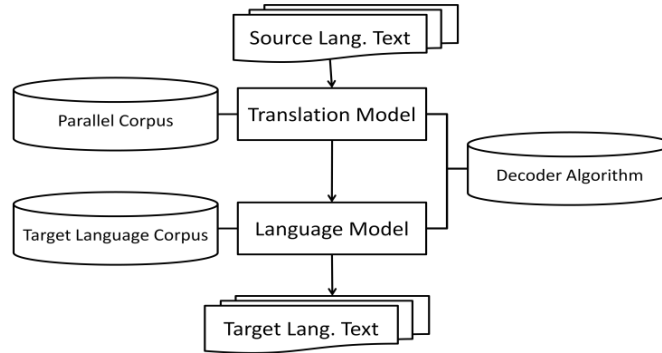 Source Lang. Text
Parallel Corpus
Translation Model
Decoder Algorithm
Target Language Corpus
Language Model
Target Lang. Text